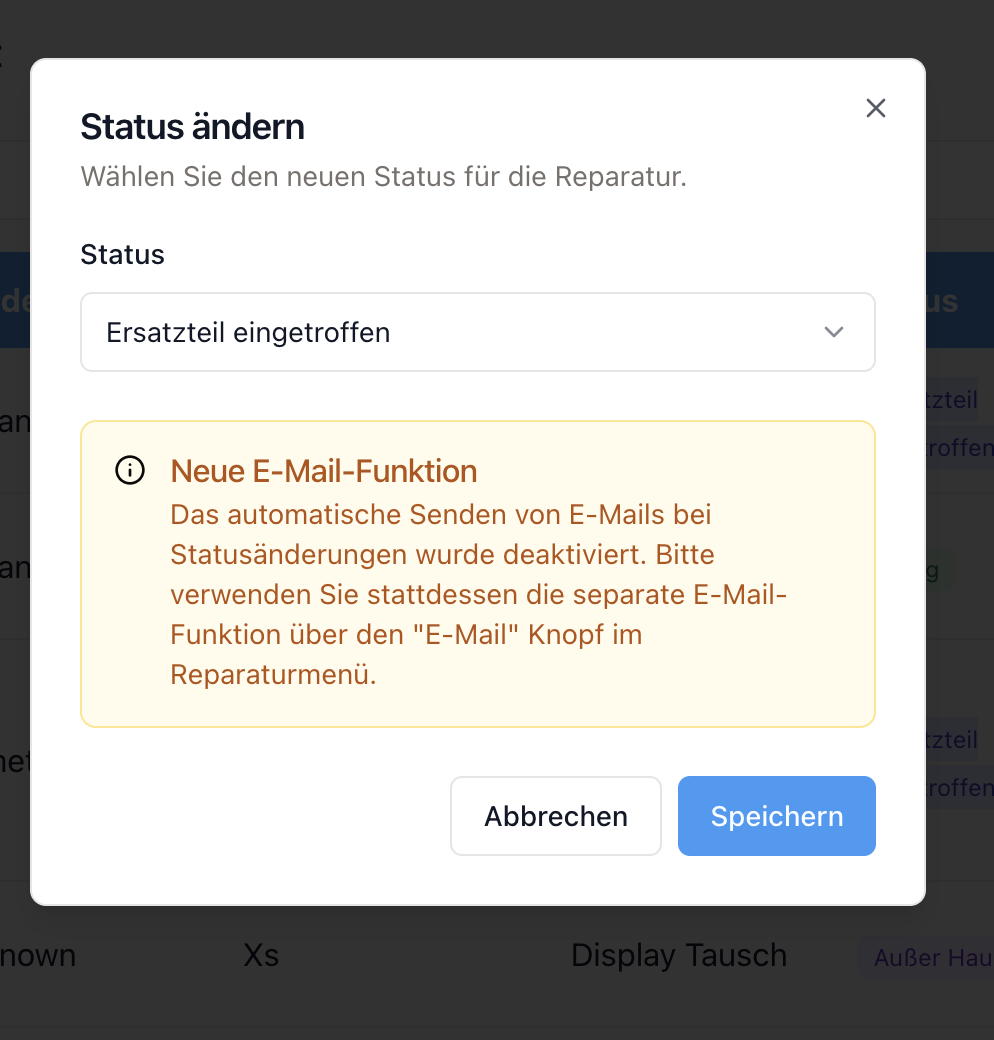 Status ändern
Wählen Sie den neuen Status für die Reparatur.
Status
Ersatzteil eingetroffen
Neue E-Mail-Funktion
Das automatische Senden von E-Mails bei
Statusänderungen wurde deaktiviert. Bitte
verwenden Sie stattdessen die separate E-Mail-
Funktion über den "E-Mail" Knopf im
Reparaturmenü.
Abbrechen Speichern
nown Xs Display Tausch Außer Hau